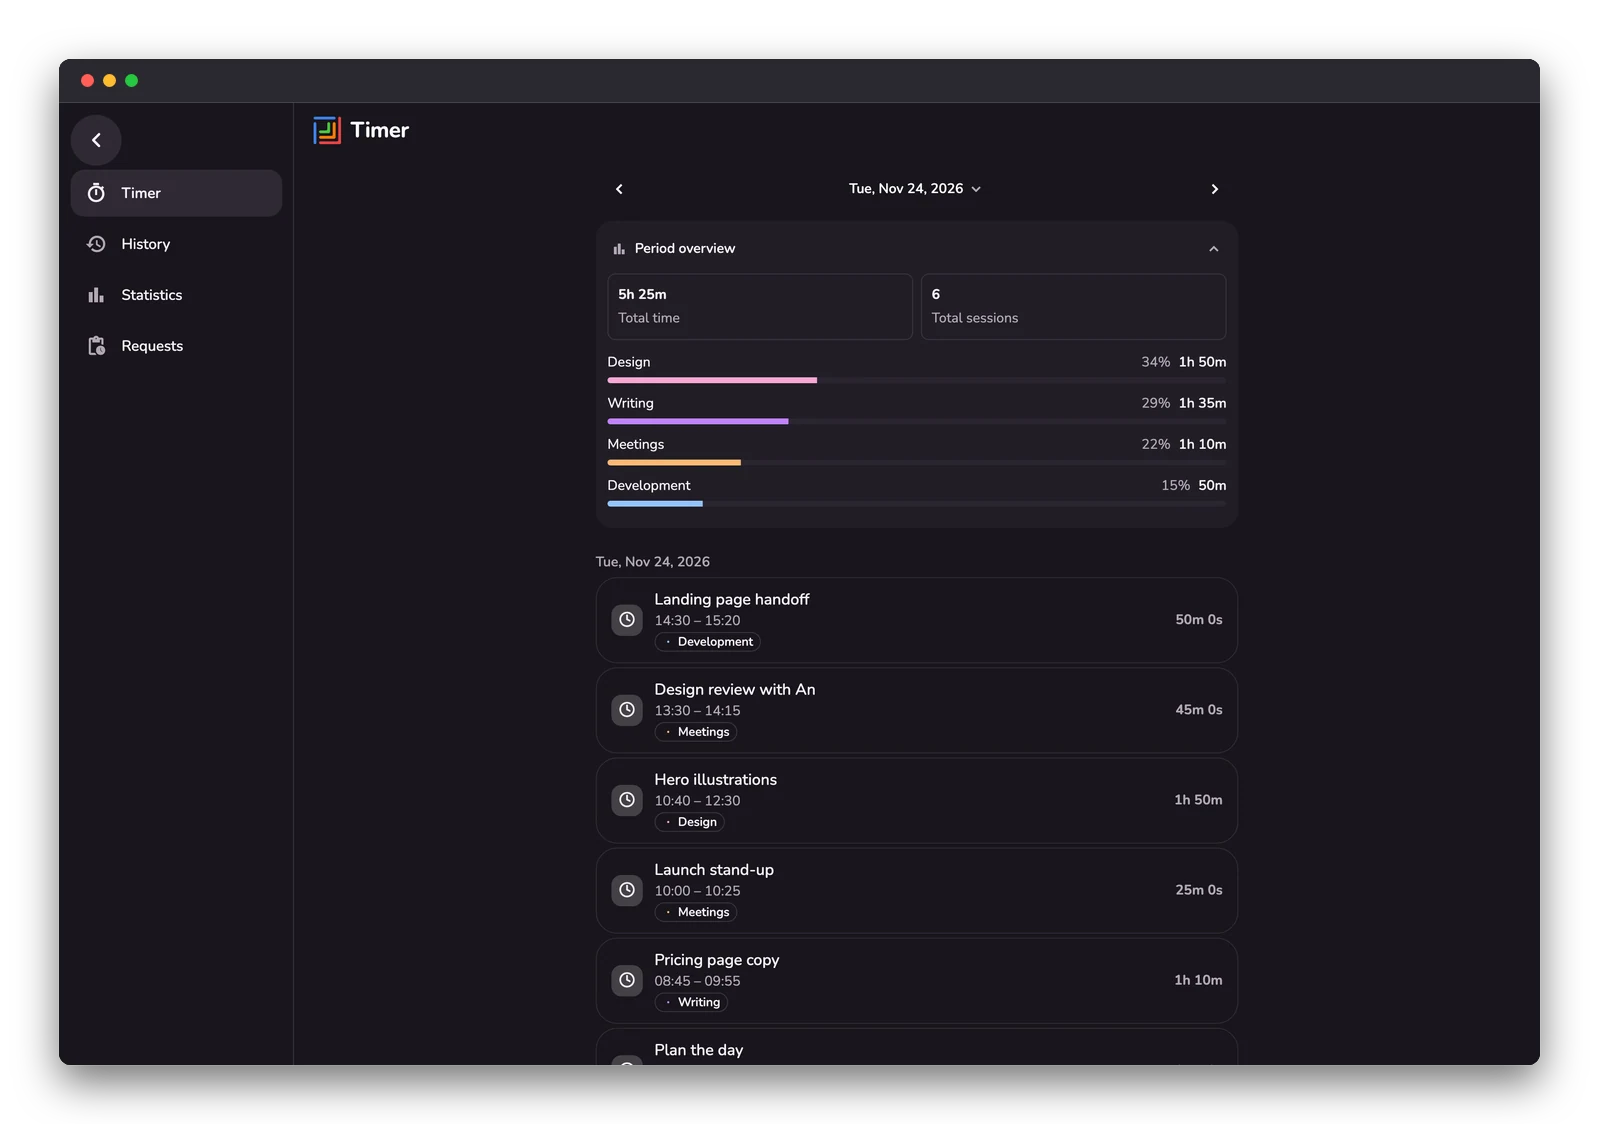 Timer
Timer
History
Statistics
Requests
Tue, Nov 24, 2026
Period overview
5h 25m
Total time
6
Total sessions
Design 34% 1h 50m
Writing 29% 1h 35m
Meetings 22% 1h 10m
Development 15% 50m
Tue, Nov 24, 2026
Landing page handoff
14:30 – 15:20
50m 0s
· Development
Design review with An
13:30 – 14:15
45m 0s
· Meetings
Hero illustrations
10:40 – 12:30
1h 50m
· Design
Launch stand-up
10:00 – 10:25
25m 0s
· Meetings
Pricing page copy
08:45 – 09:55
1h 10m
· Writing
Plan the day